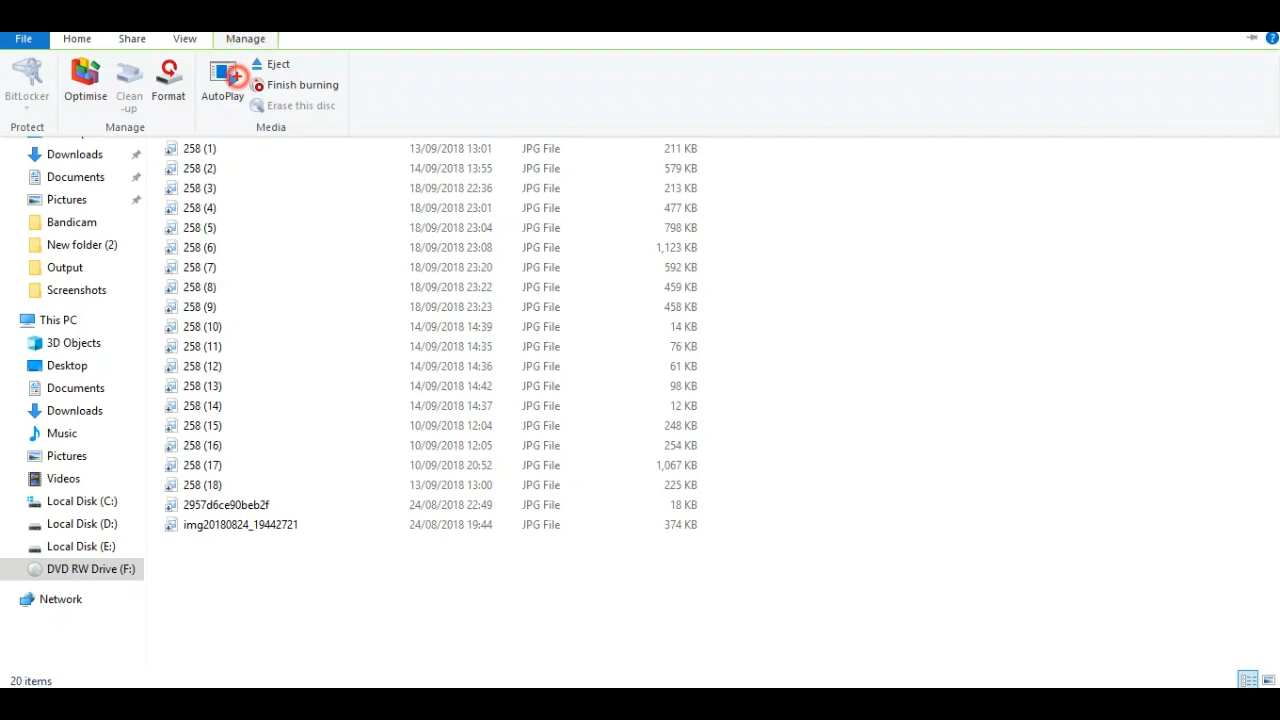 File Home Share View Manage
BitLocker Optimise Clean -up Format AutoPlay Eject
Finish burning
Erase this disc
Protect Manage Media
Downloads
Documents
Pictures
Bandicam
New folder (2)
Output
Screenshots
This PC
3D Objects
Desktop
Documents
Downloads
Music
Pictures
Videos
Local Disk (C:)
Local Disk (D:)
Local Disk (E:)
DVD RW Drive (F:)
Network
258 (1) 13/09/2018 13:01 JPG File 211 KB
258 (2) 14/09/2018 13:55 JPG File 579 KB
258 (3) 18/09/2018 22:36 JPG File 213 KB
258 (4) 18/09/2018 23:01 JPG File 477 KB
258 (5) 18/09/2018 23:04 JPG File 798 KB
258 (6) 18/09/2018 23:08 JPG File 1,123 KB
258 (7) 18/09/2018 23:20 JPG File 592 KB
258 (8) 18/09/2018 23:22 JPG File 459 KB
258 (9) 18/09/2018 23:23 JPG File 458 KB
258 (10) 14/09/2018 14:39 JPG File 14 KB
258 (11) 14/09/2018 14:35 JPG File 76 KB
258 (12) 14/09/2018 14:36 JPG File 61 KB
258 (13) 14/09/2018 14:42 JPG File 98 KB
258 (14) 14/09/2018 14:37 JPG File 12 KB
258 (15) 10/09/2018 12:04 JPG File 248 KB
258 (16) 10/09/2018 12:05 JPG File 254 KB
258 (17) 10/09/2018 20:52 JPG File 1,067 KB
258 (18) 13/09/2018 13:00 JPG File 225 KB
2957d6ce90beb2f 24/08/2018 22:49 JPG File 18 KB
img20180824_19442721 24/08/2018 19:44 JPG File 374 KB
20 items